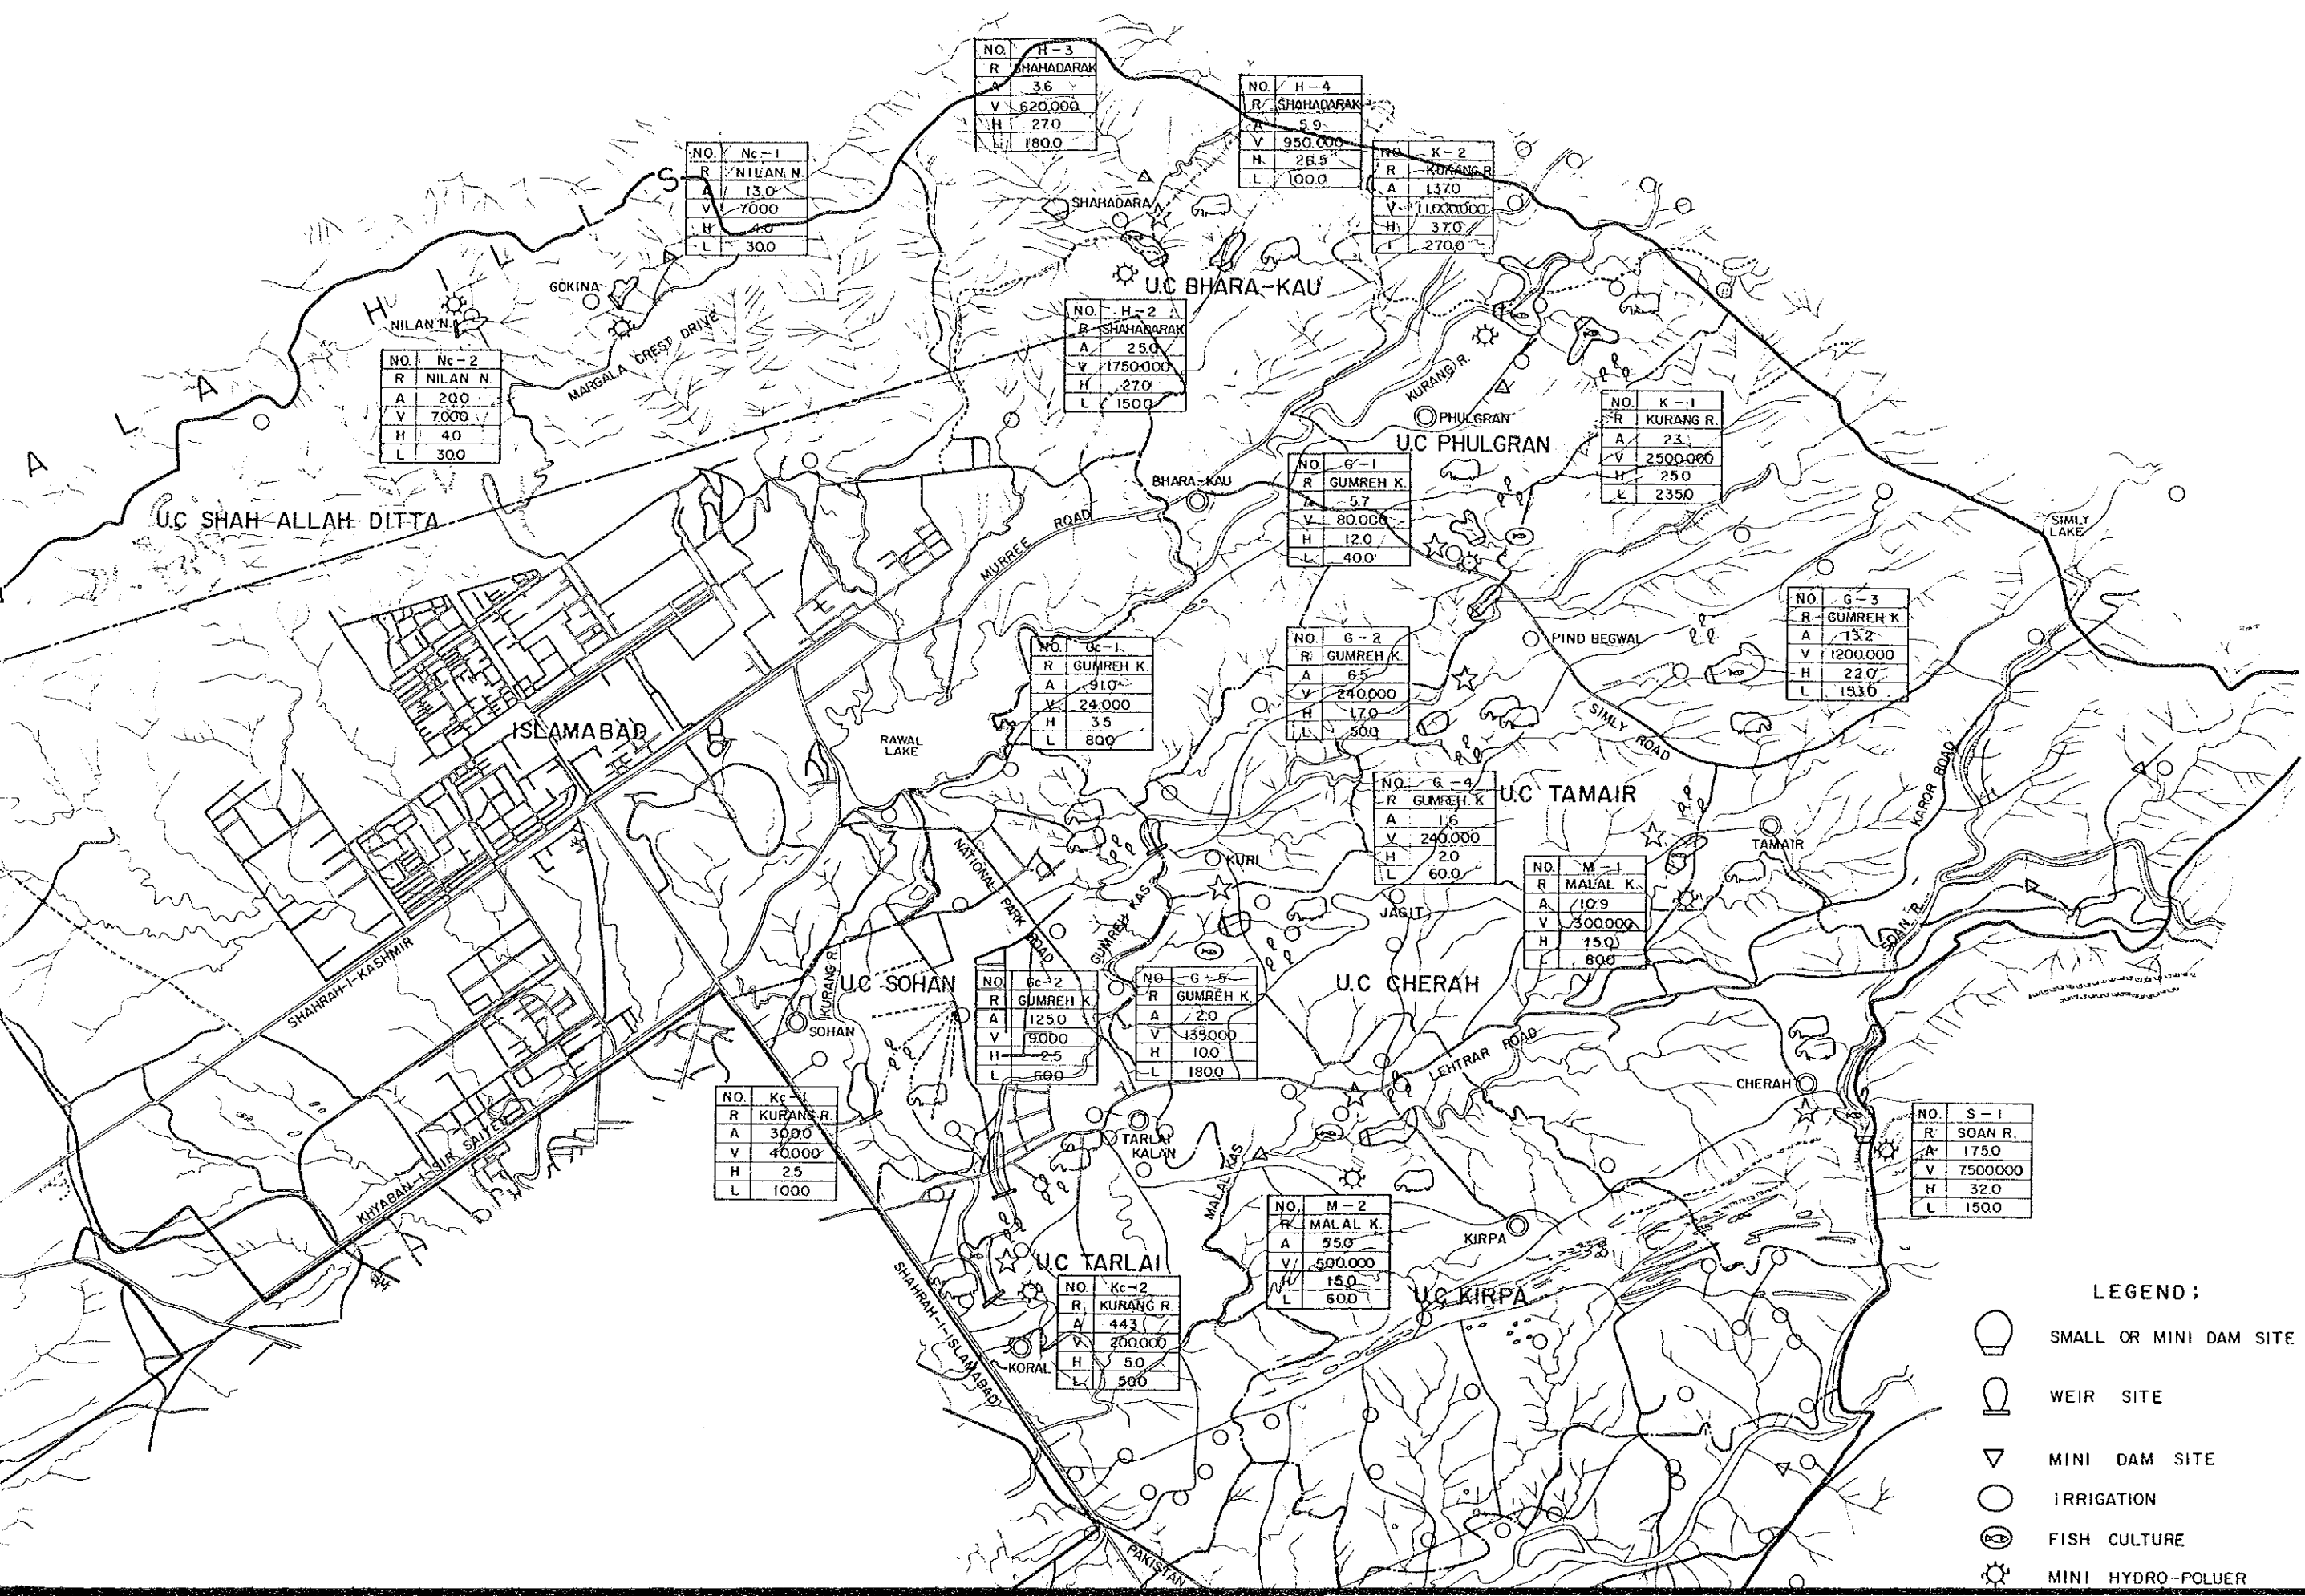 NO. H-3
R SHAHADARAK
A 3.6
V 620,000
H 27.0
L 180.0
NO. H-4
R SHAHADARAK
A 5.9
V 950.000
H 26.5
L 100.0
NO. K-2
R KURANG R
A 137.0
V 11,000,000
H 37.0
L 270.0
NO. Nc-1
R NILAN N.
A 13.0
V 7000
H 4.0
L 30.0
SHAHADARA
GOKINA
U.C BHARA-KAU
NILAN N.
H I L L S
NO. H-2
R SHAHADARAK
A 25.0
V 1750.000
H 27.0
L 150.0
MARGALA CREST DRIVE
NO. Nc-2
R NILAN N.
A 20.0
V 7.000
H 4.0
L 30.0
KURANG R.
PHULGRAN
U.C PHULGRAN
NO. K-1
R KURANG R.
A 23
V 2500.000
H 25.0
L 235.0
A L A
BHARA-KAU
NO. G-1
R GUMREH K.
A 5.7
V 80.000
H 12.0
L 40.0
U.C SHAH ALLAH DITTA
MURREE ROAD
SIMLY
LAKE
NO. G-3
R GUMREH K
A 13.2
V 1200.000
H 22.0
L 153.0
NO. Gc-1
R GUMREH K
A 91.0
V 24.000
H 3.5
L 80.0
NO. G-2
R GUMREH K.
A 6.5
V 240.000
H 17.0
L 50.0
PIND BEGWAL
SIMLY ROAD
ISLAMABAD
RAWAL
LAKE
NO. G-4
R GUMREH. K
A 1.6
V 240.000
H 2.0
L 60.0
U.C TAMAIR
KAROR ROAD
TAMAIR
NATIONAL PARK ROAD
KURI
NO. M-1
R MALAL K.
A 10.9
V 300.000
H 15.0
L 80.0
JAGIT
GUMREH KAS
SOAN R.
SHAHRAH-I-KASHMIR
KURANG R.
U.C SOHAN
SOHAN
NO. Gc-2
R GUMREH K.
A 125.0
V 9.000
H 2.5
L 60.0
NO. G-5
R GUMREH K.
A 2.0
V 135.000
H 10.0
L 180.0
U.C CHERAH
LEHTRAR ROAD
CHERAH
NO. Kc-1
R KURANG R.
A 300.0
V 40.000
H 2.5
L 100.0
TARLAI
KALAN
NO. S-1
R SOAN R.
A 175.0
V 7500.000
H 32.0
L 150.0
KHYABAN-I-SIR SAIYED
MALAL KAS
NO. M-2
R MALAL K.
A 55.0
V 500.000
H 15.0
L 60.0
KIRPA
U.C KIRPA
U.C TARLAI
NO. Kc-2
R KURANG R.
A 443
V 200.000
H 5.0
L 50.0
KORAL
SHAHRAH-I-ISLAMABAD
PAKISTAN
LEGEND;
SMALL OR MINI DAM SITE
WEIR SITE
MINI DAM SITE
IRRIGATION
FISH CULTURE
MINI HYDRO-POLUER